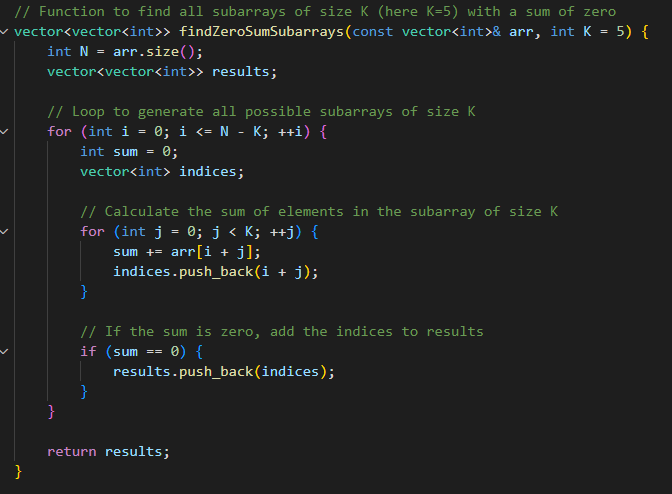 // Function to find all subarrays of size K (here K=5) with a sum of zero
vector<vector<int>> findZeroSumSubarrays(const vector<int>& arr, int K = 5) {
    int N = arr.size();
    vector<vector<int>> results;

    // Loop to generate all possible subarrays of size K
    for (int i = 0; i <= N - K; ++i) {
        int sum = 0;
        vector<int> indices;

        // Calculate the sum of elements in the subarray of size K
        for (int j = 0; j < K; ++j) {
            sum += arr[i + j];
            indices.push_back(i + j);
        }

        // If the sum is zero, add the indices to results
        if (sum == 0) {
            results.push_back(indices);
        }
    }

    return results;
}